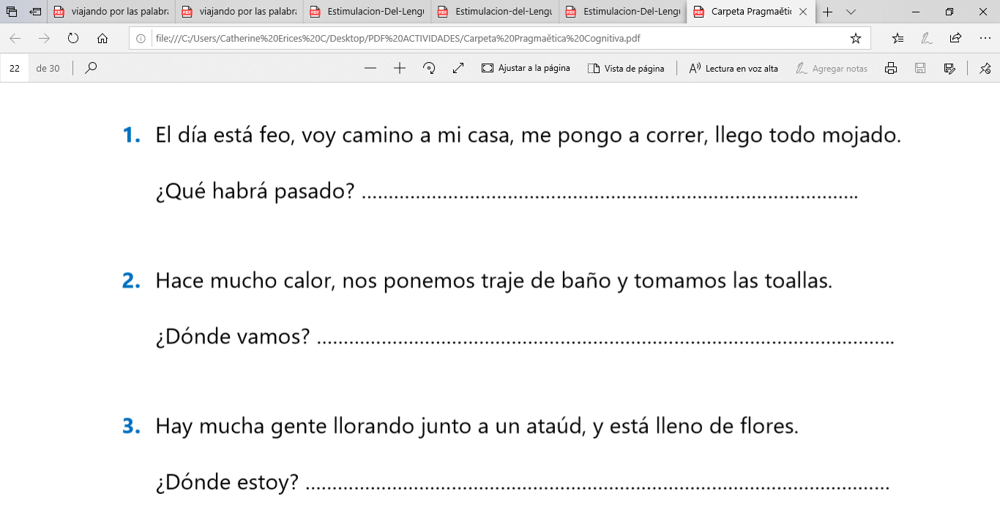 viajando por las palabra
viajando por las palabra
Estimulacion-Del-Lengu
Estimulacion-del-Lengu
Estimulacion-Del-Lengu
Carpeta Pragmaětic
file:///C:/Users/Catherine%20Erices%20C/Desktop/PDF%20ACTIVIDADES/Carpeta%20Pragmaětica%20Cognitiva.pdf
22 de 30 Ajustar a la página Vista de página Lectura en voz alta Agregar notas
1. El día está feo, voy camino a mi casa, me pongo a correr, llego todo mojado.
¿Qué habrá pasado? ..........................................................................................
2. Hace mucho calor, nos ponemos traje de baño y tomamos las toallas.
¿Dónde vamos? ..........................................................................................................
3. Hay mucha gente llorando junto a un ataúd, y está lleno de flores.
¿Dónde estoy? ...........................................................................................................